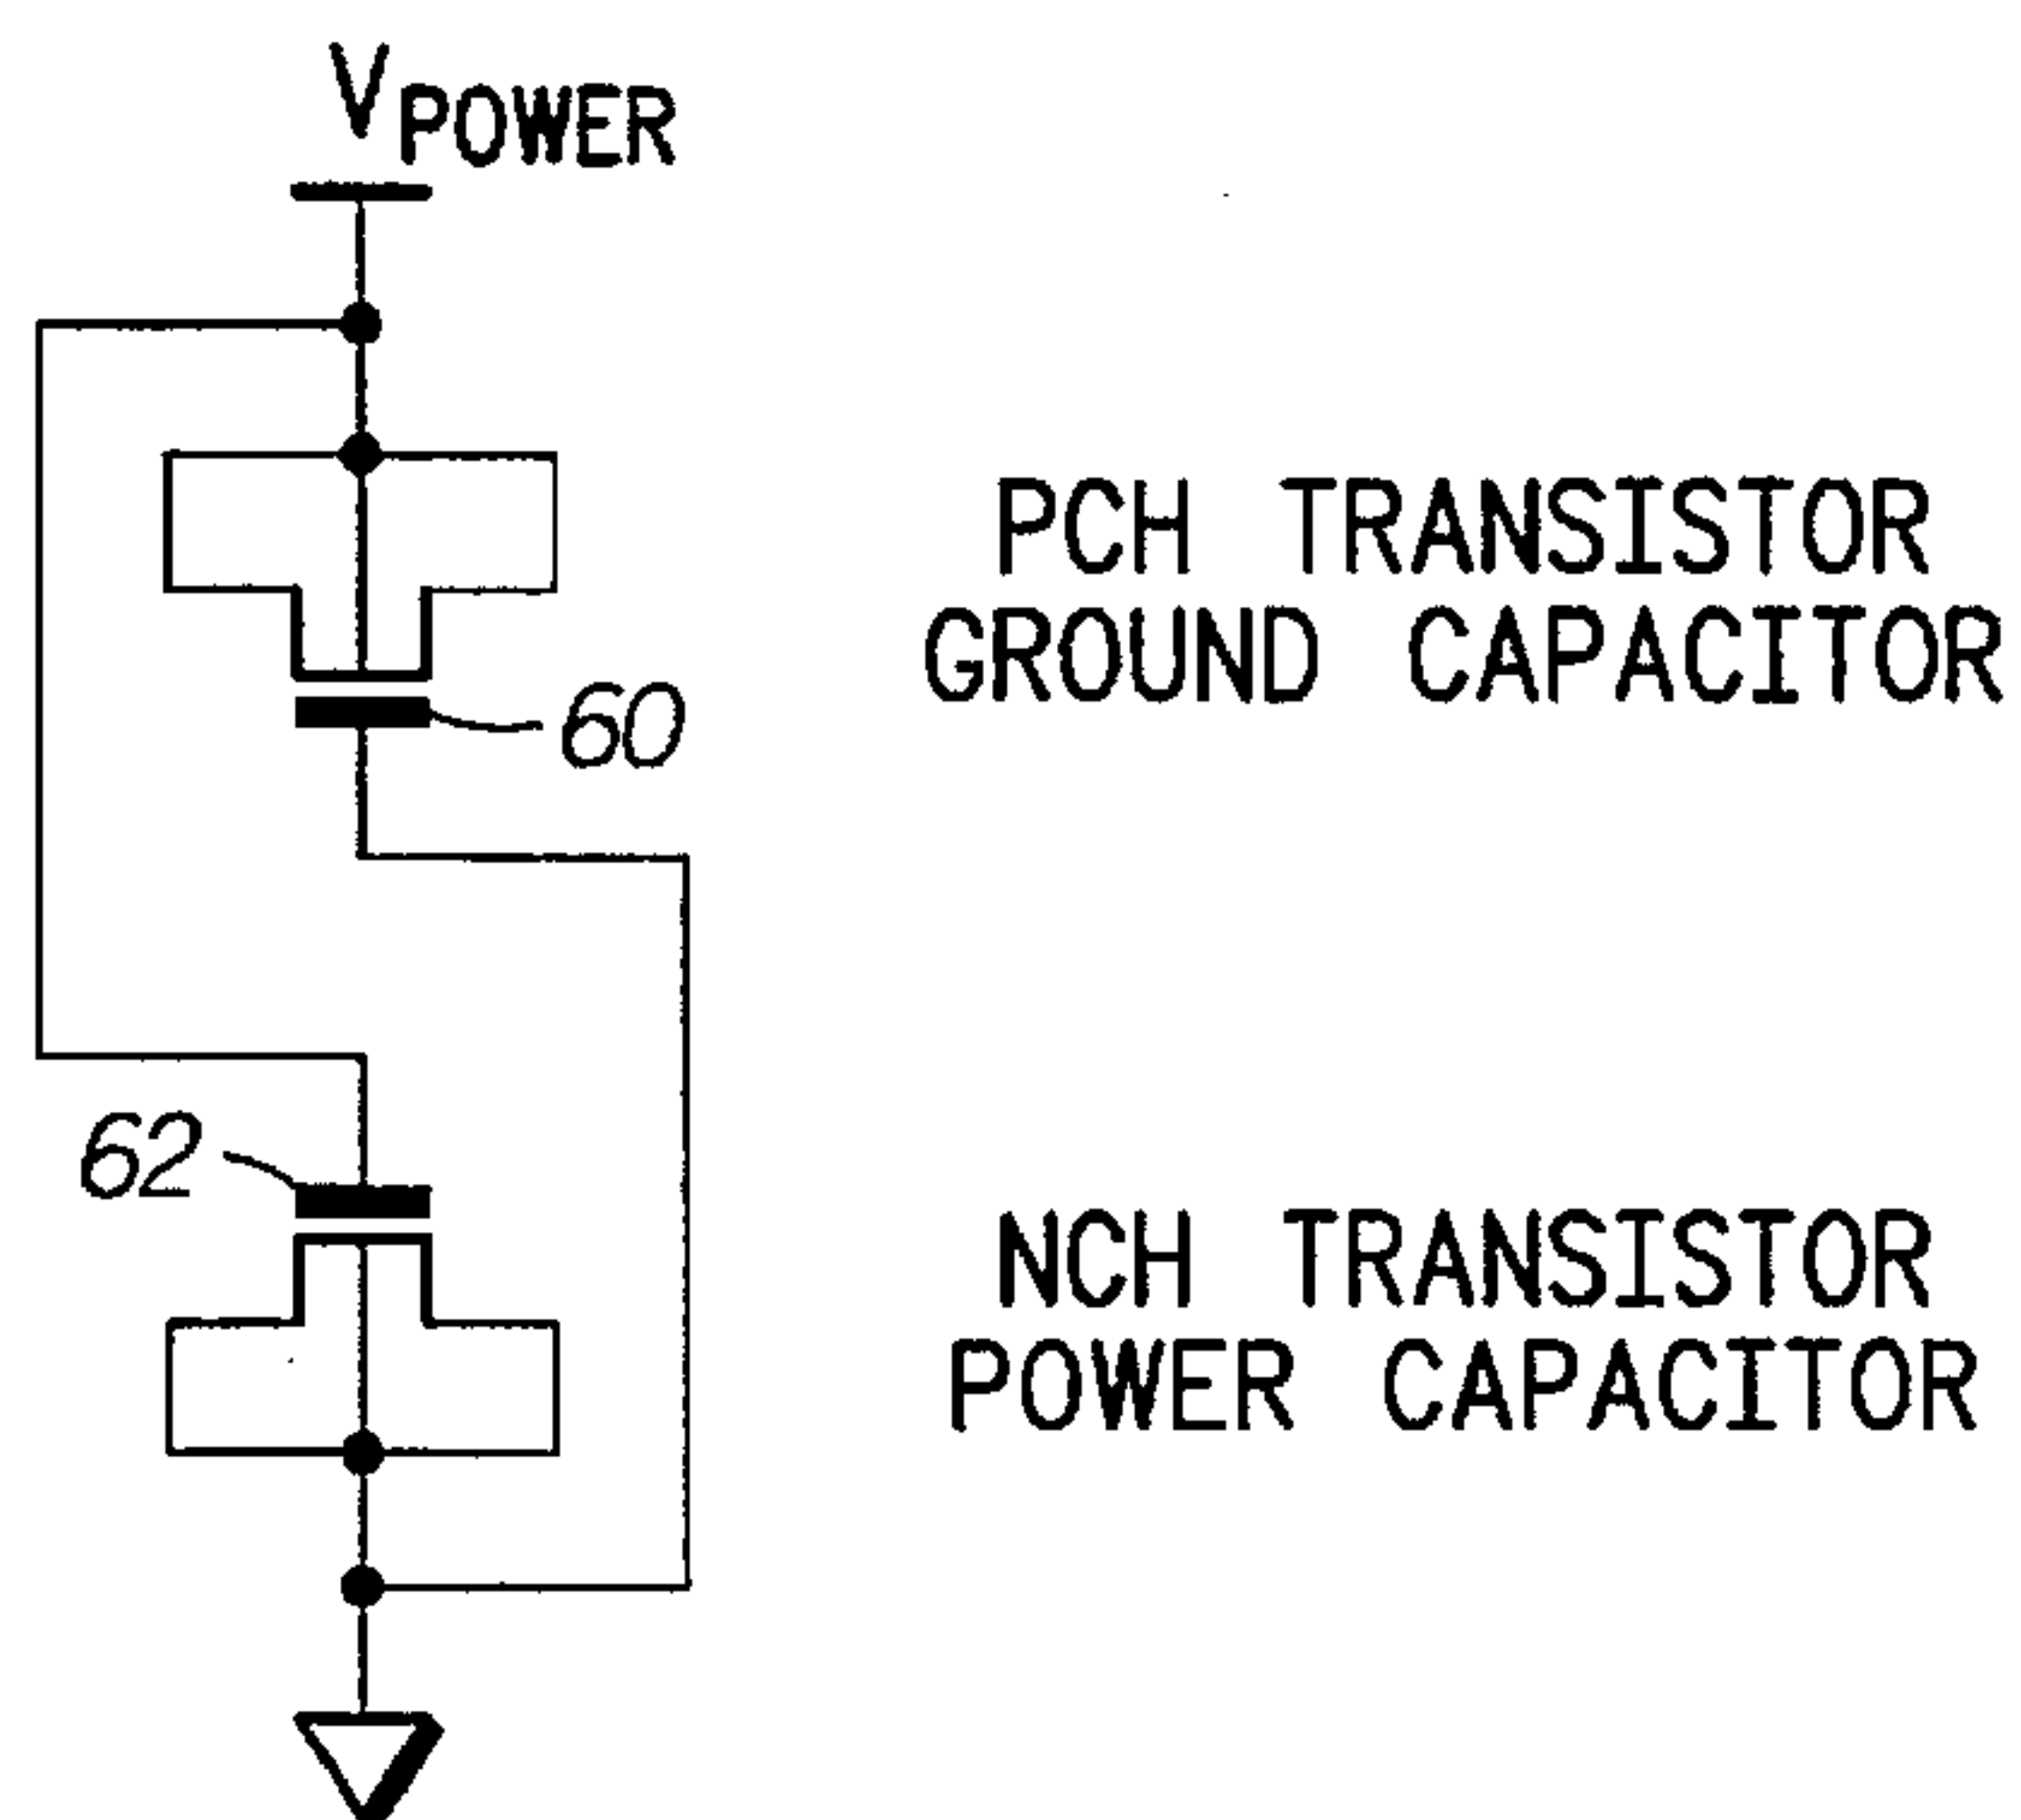 VPOWER
PCH TRANSISTOR
GROUND CAPACITOR
60
62
NCH TRANSISTOR
POWER CAPACITOR